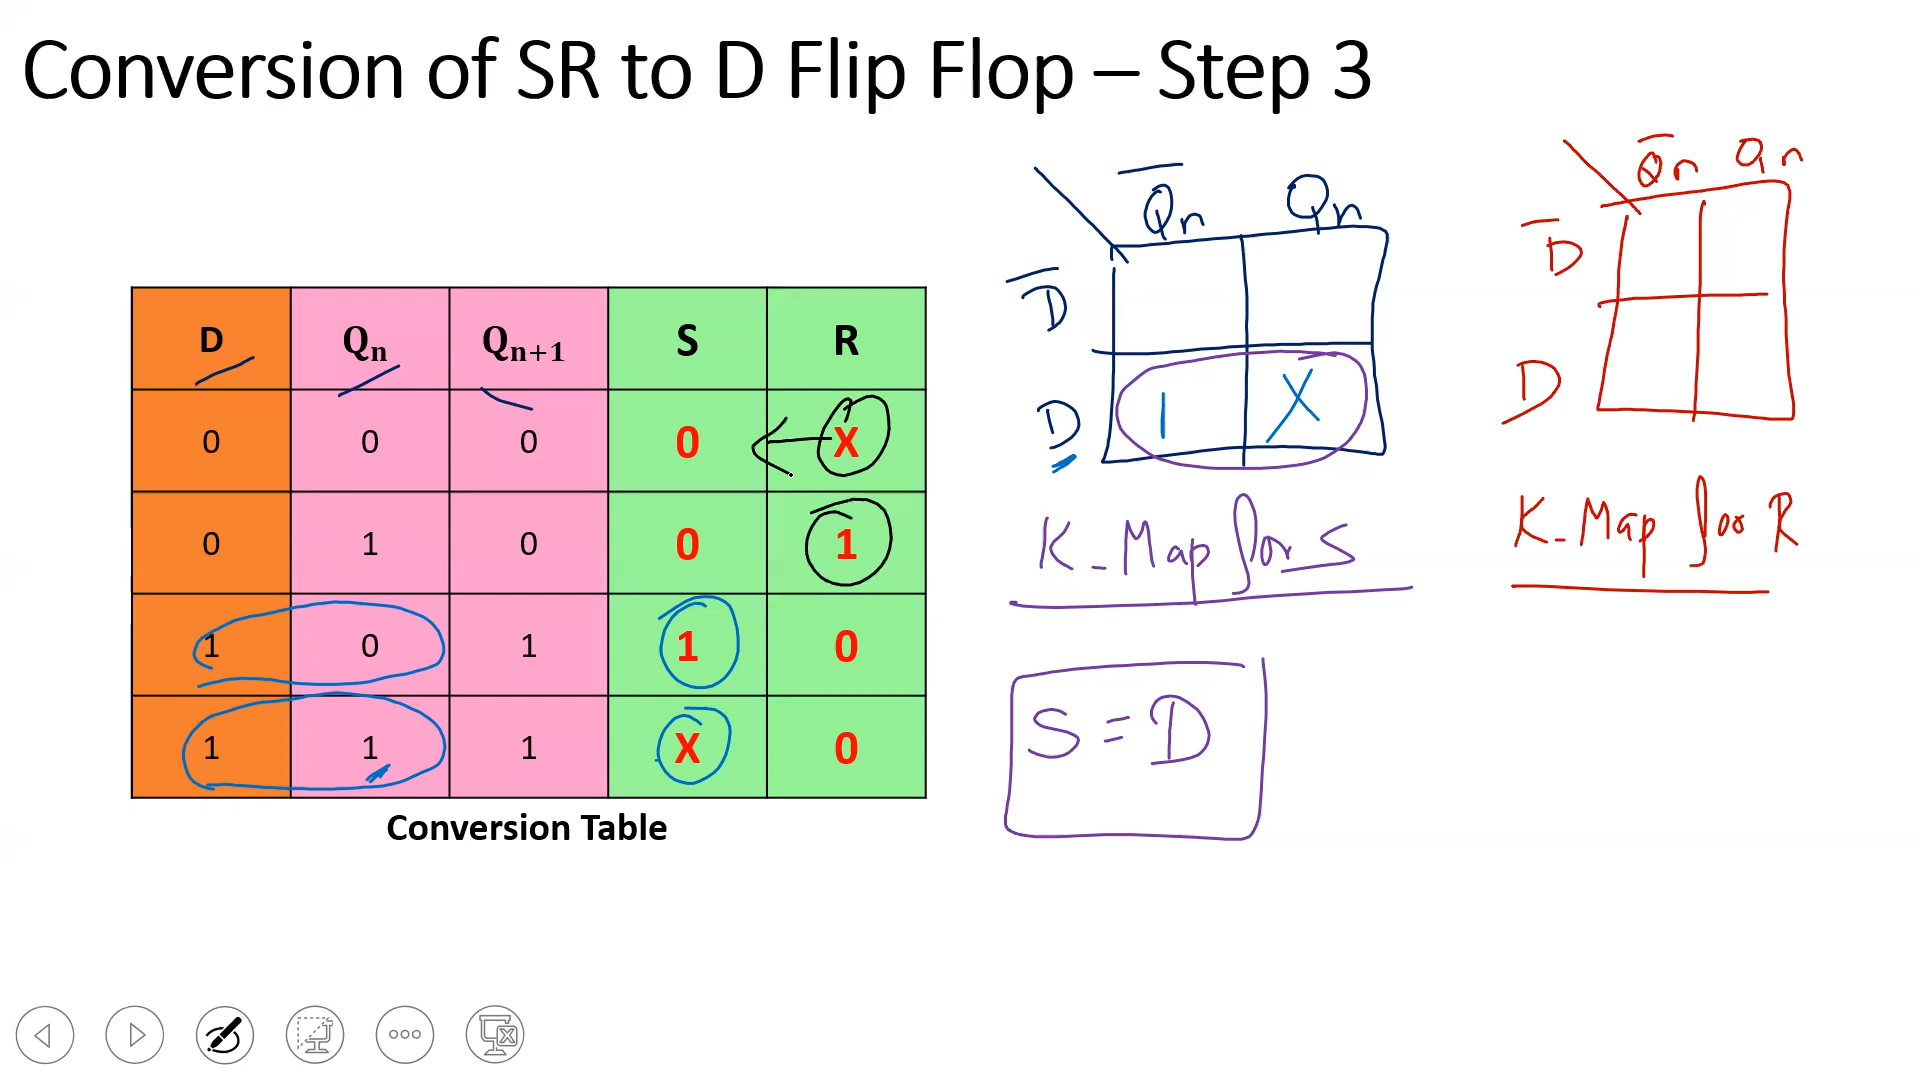 Conversion of SR to D Flip Flop – Step 3
D Qn Qn+1 S R
0 0 0 0 X
0 1 0 0 1
1 0 1 1 0
1 1 1 X 0
Conversion Table
Q̅n Qn
D̅
D 1 X
K-Map for S
S = D
Q̅n Qn
D̅
D
K-Map for R